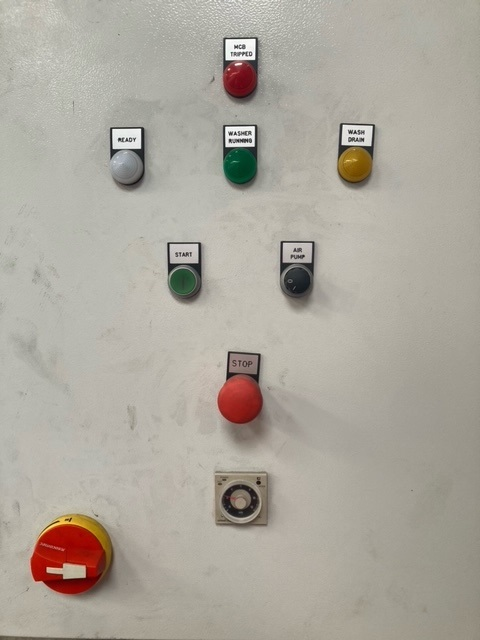 MCB
TRIPPED
READY
WASHER
RUNNING
WASH
DRAIN
START
AIR
PUMP
STOP